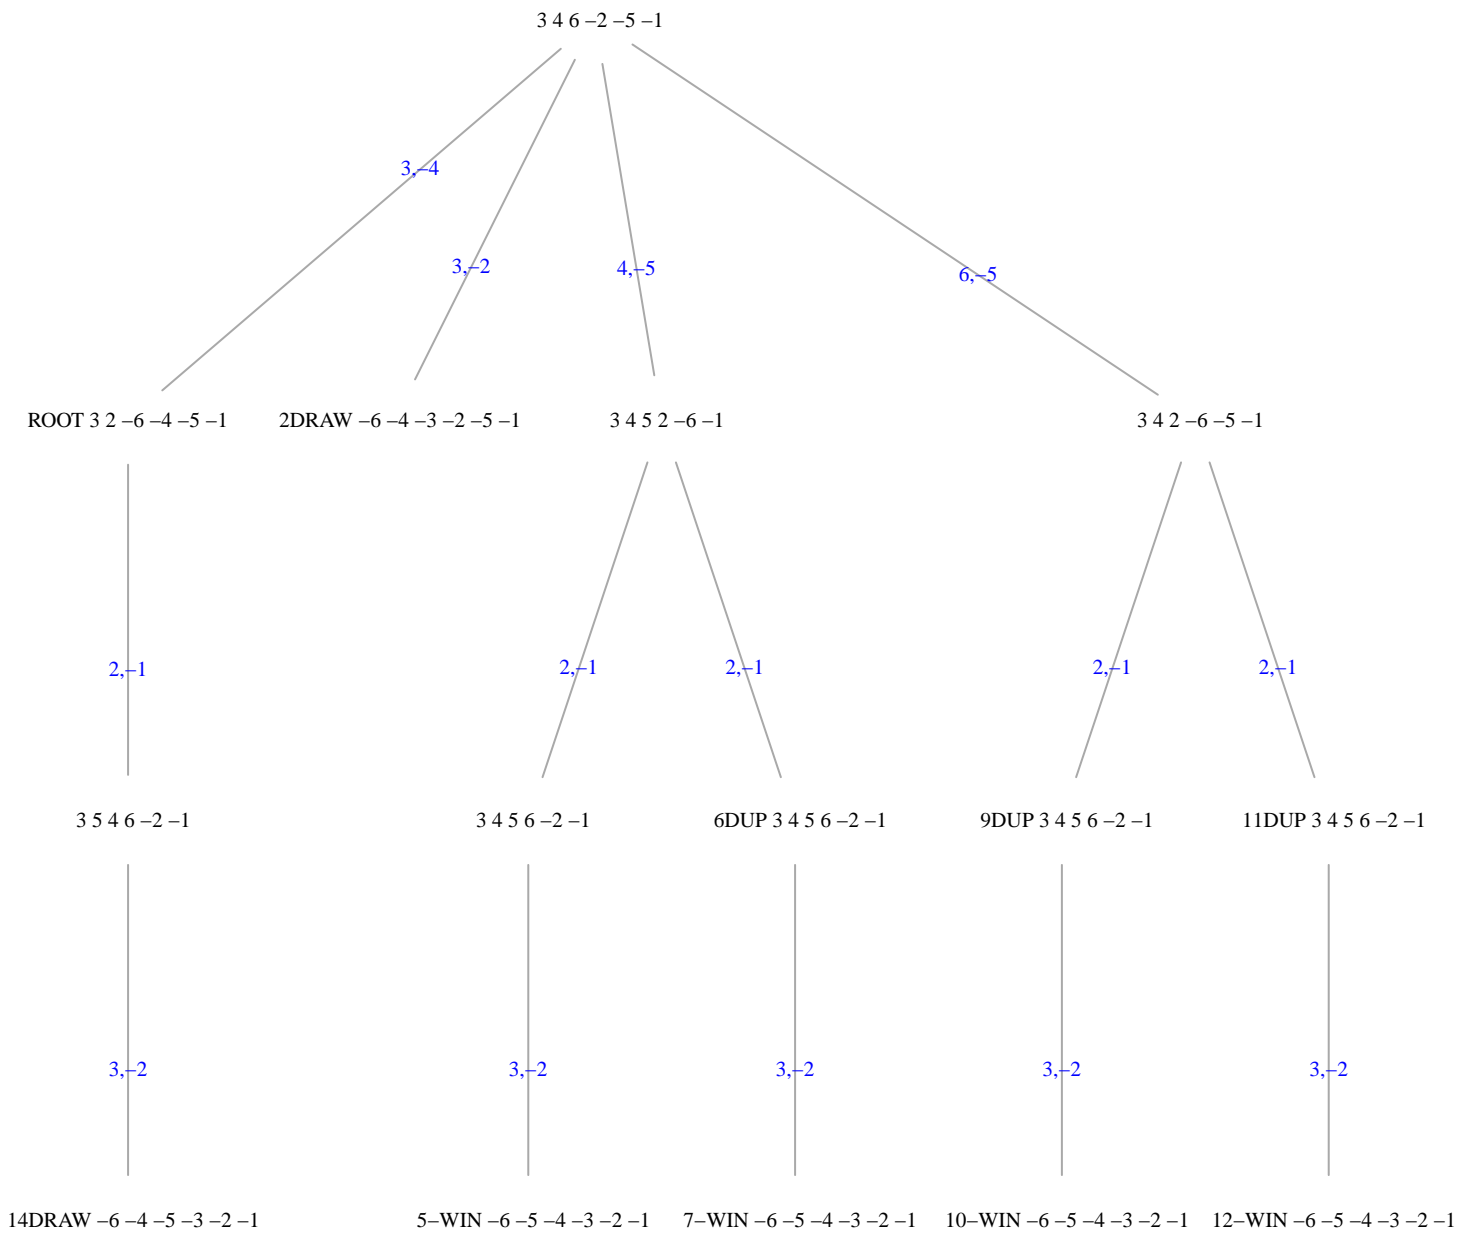 3 4 6 –2 –5 –1
3,–4
3,–2
4,–5
6,–5
ROOT 3 2 –6 –4 –5 –1
2DRAW –6 –4 –3 –2 –5 –1
3 4 5 2 –6 –1
3 4 2 –6 –5 –1
2,–1
2,–1
2,–1
2,–1
2,–1
3 5 4 6 –2 –1
3 4 5 6 –2 –1
6DUP 3 4 5 6 –2 –1
9DUP 3 4 5 6 –2 –1
11DUP 3 4 5 6 –2 –1
3,–2
3,–2
3,–2
3,–2
3,–2
14DRAW –6 –4 –5 –3 –2 –1
5–WIN –6 –5 –4 –3 –2 –1
7–WIN –6 –5 –4 –3 –2 –1
10–WIN –6 –5 –4 –3 –2 –1
12–WIN –6 –5 –4 –3 –2 –1